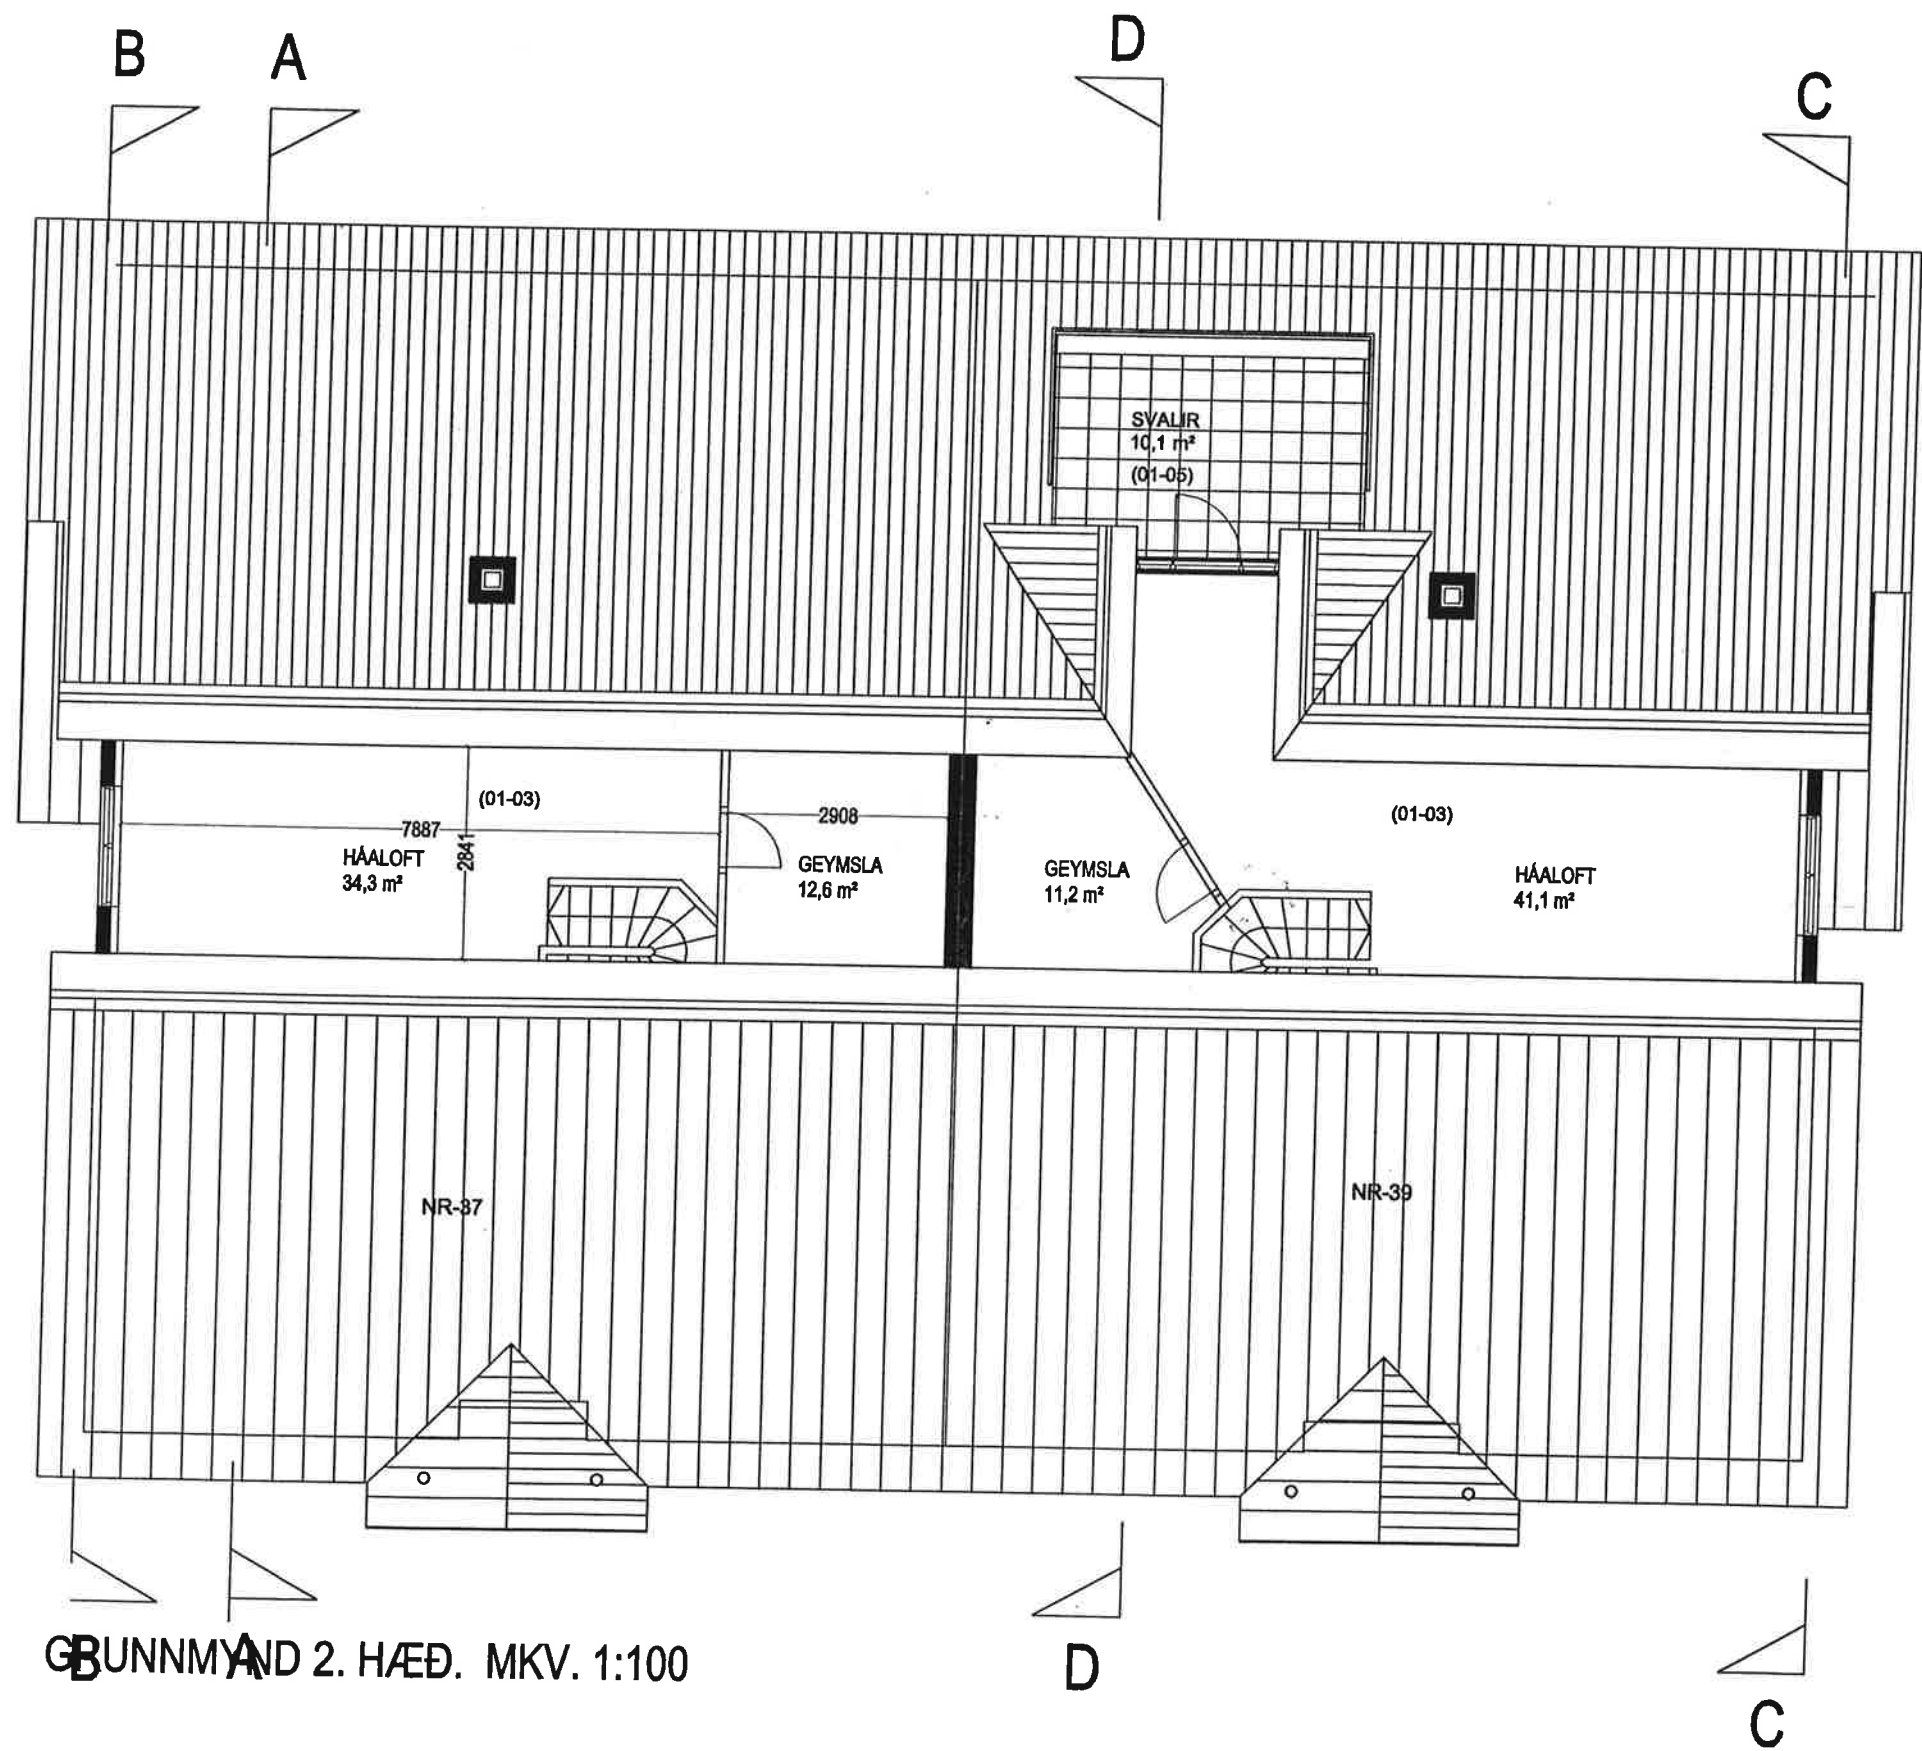 B
A
D
C
SVALIR
10,1 m²
(01-05)
(01-03)
7887
2841
HÁALOFT
34,3 m²
2908
GEYMSLA
12,6 m²
GEYMSLA
11,2 m²
(01-03)
HÁALOFT
41,1 m²
NR-37
NR-39
GRUNNMYND 2. HÆÐ. MKV. 1:100
B
A
D
C